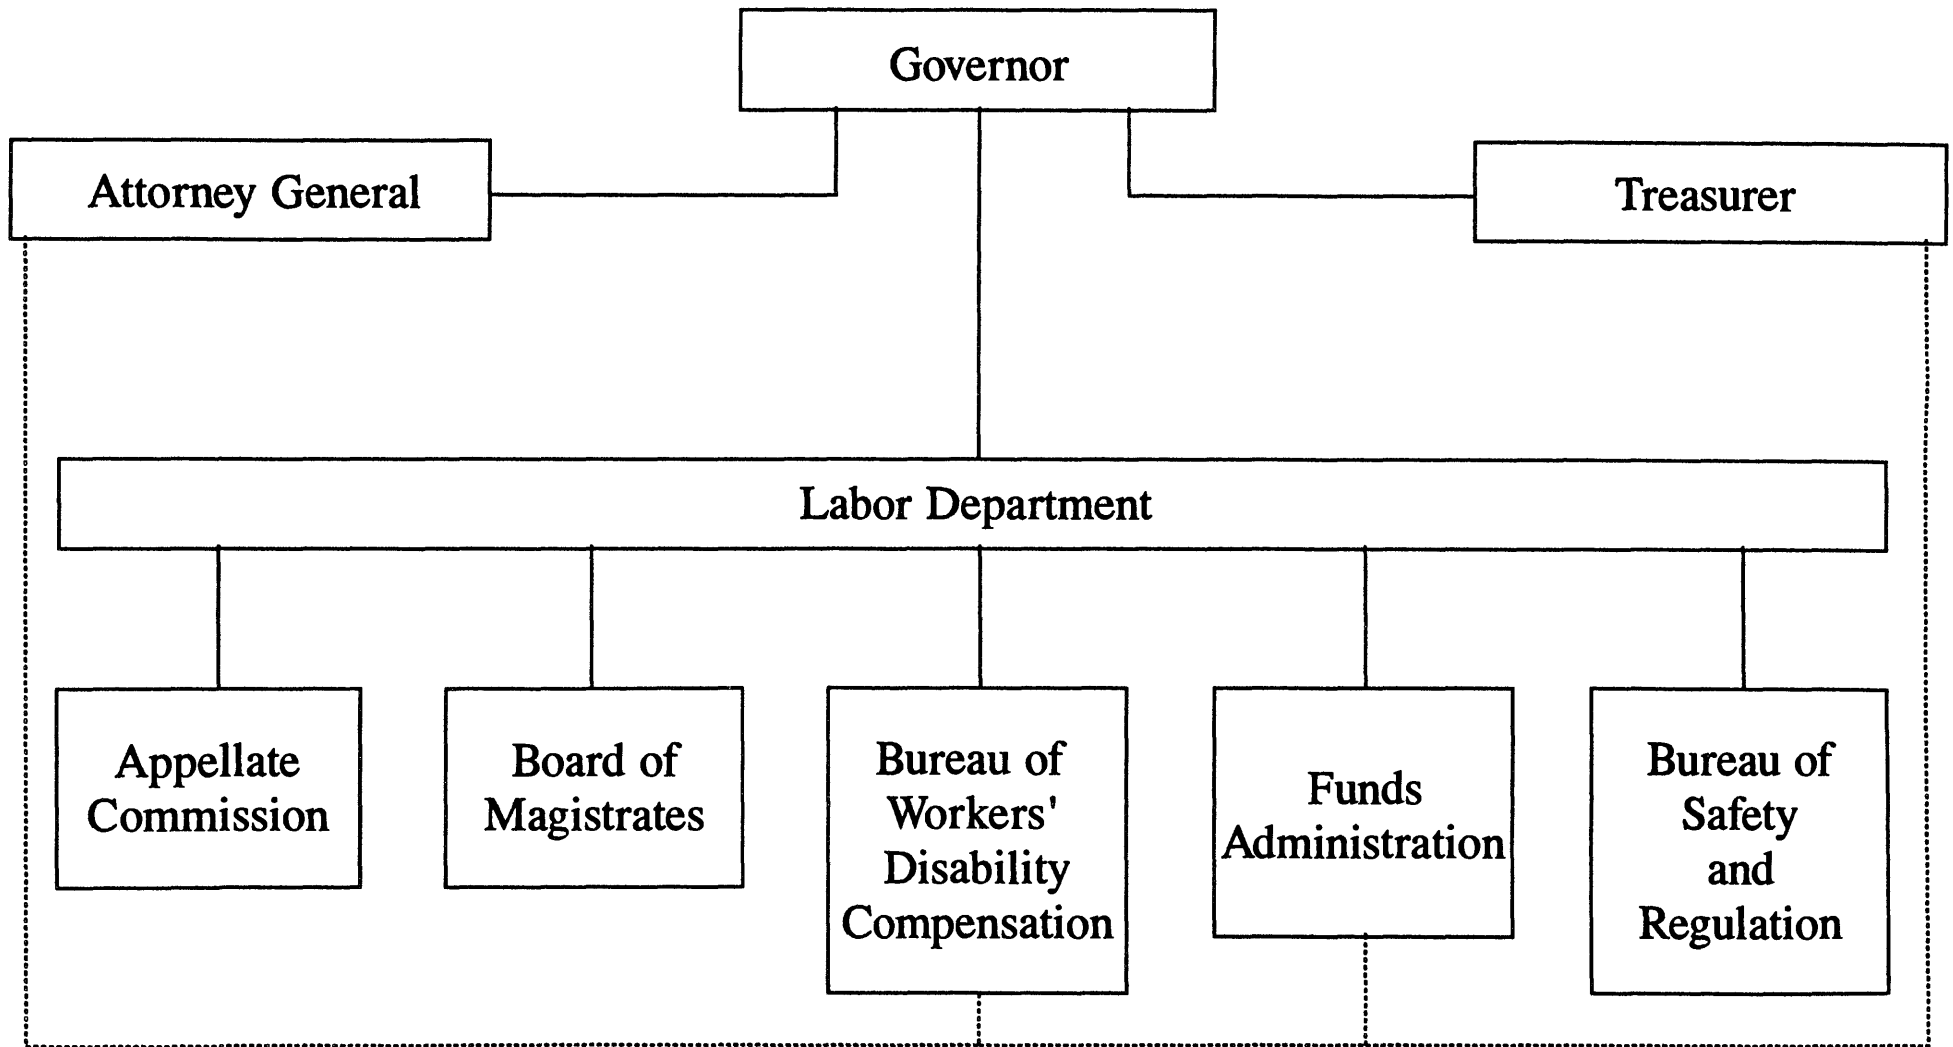 Governor
Attorney General
Treasurer
Labor Department
Appellate
Commission
Board of
Magistrates
Bureau of
Workers'
Disability
Compensation
Funds
Administration
Bureau of
Safety
and
Regulation